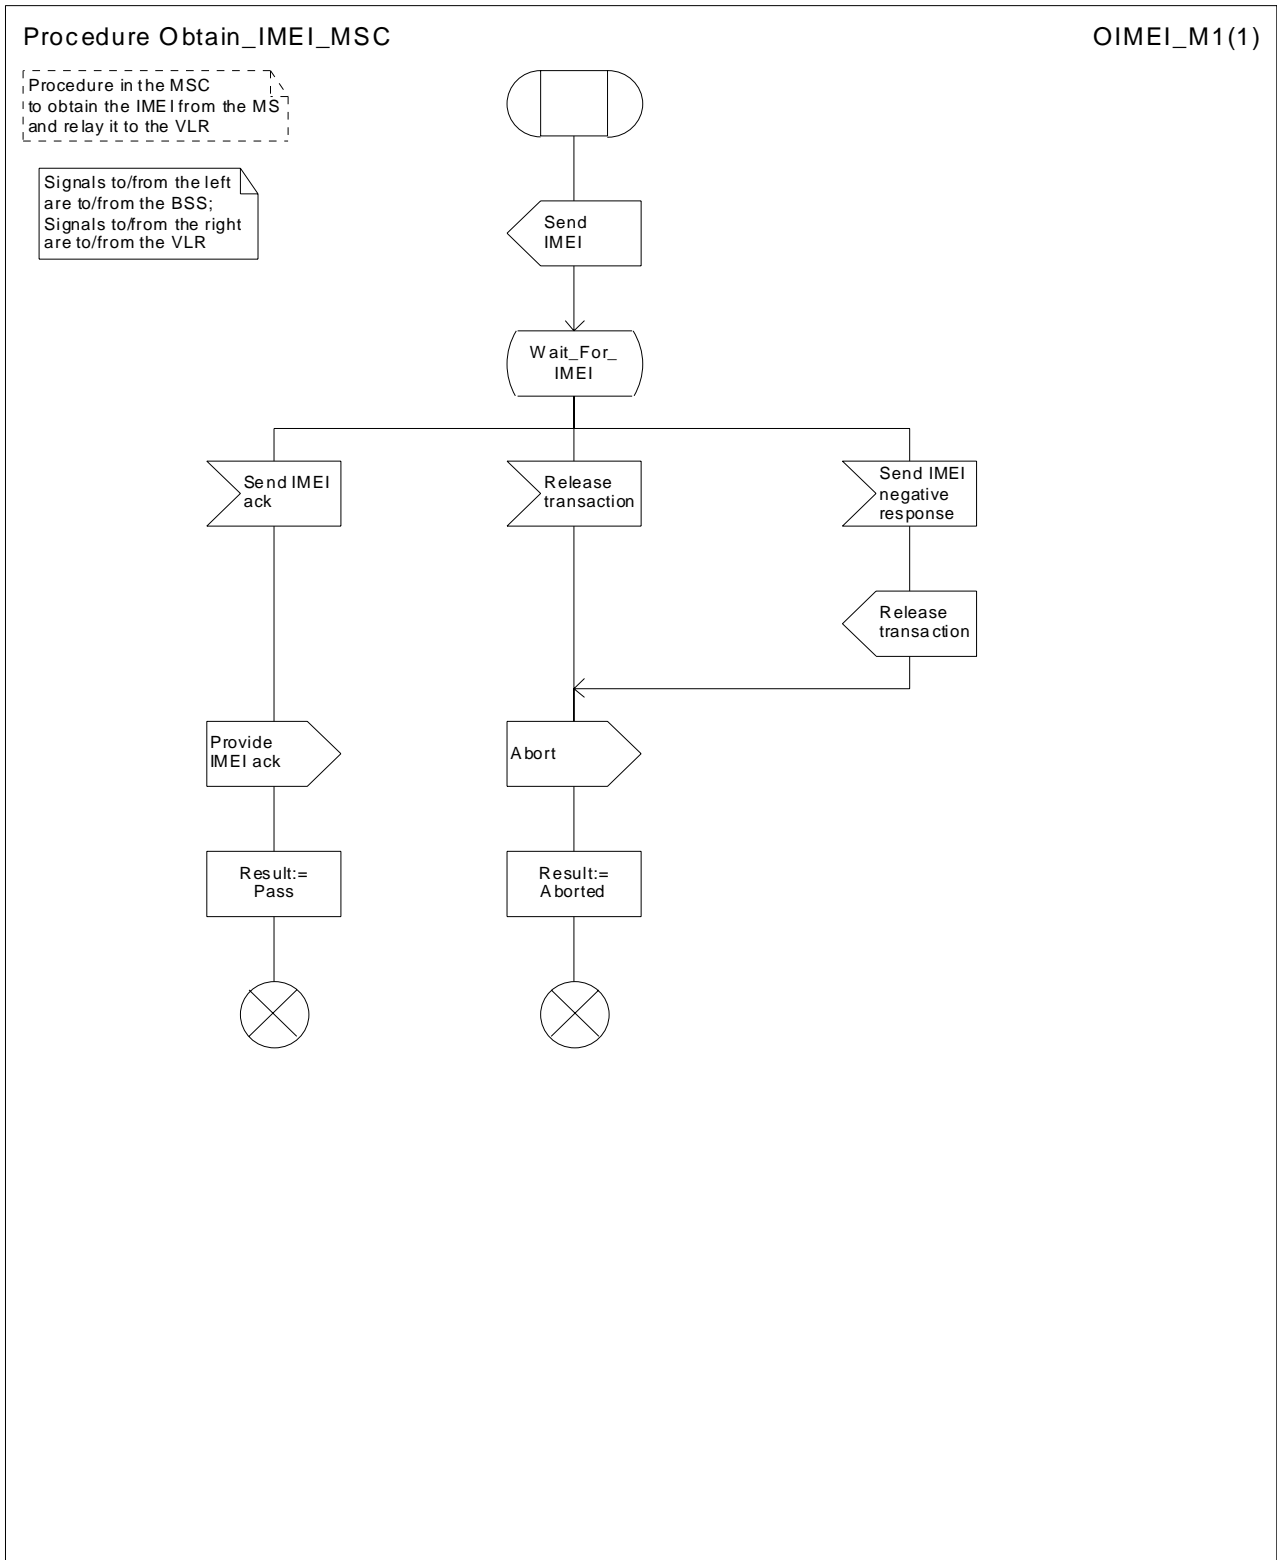 Procedure Obtain_IMEI_MSC
OIMEI_M1(1)
Procedure in the MSC
to obtain the IMEI from the MS
and relay it to the VLR
Signals to/from the left
are to/from the BSS;
Signals to/from the right
are to/from the VLR
Send
IMEI
Wait_For_
IMEI
Send IMEI
ack
Release
transaction
Send IMEI
negative
response
Release
transaction
Provide
IMEI ack
Abort
Result:=
Pass
Result:=
Aborted